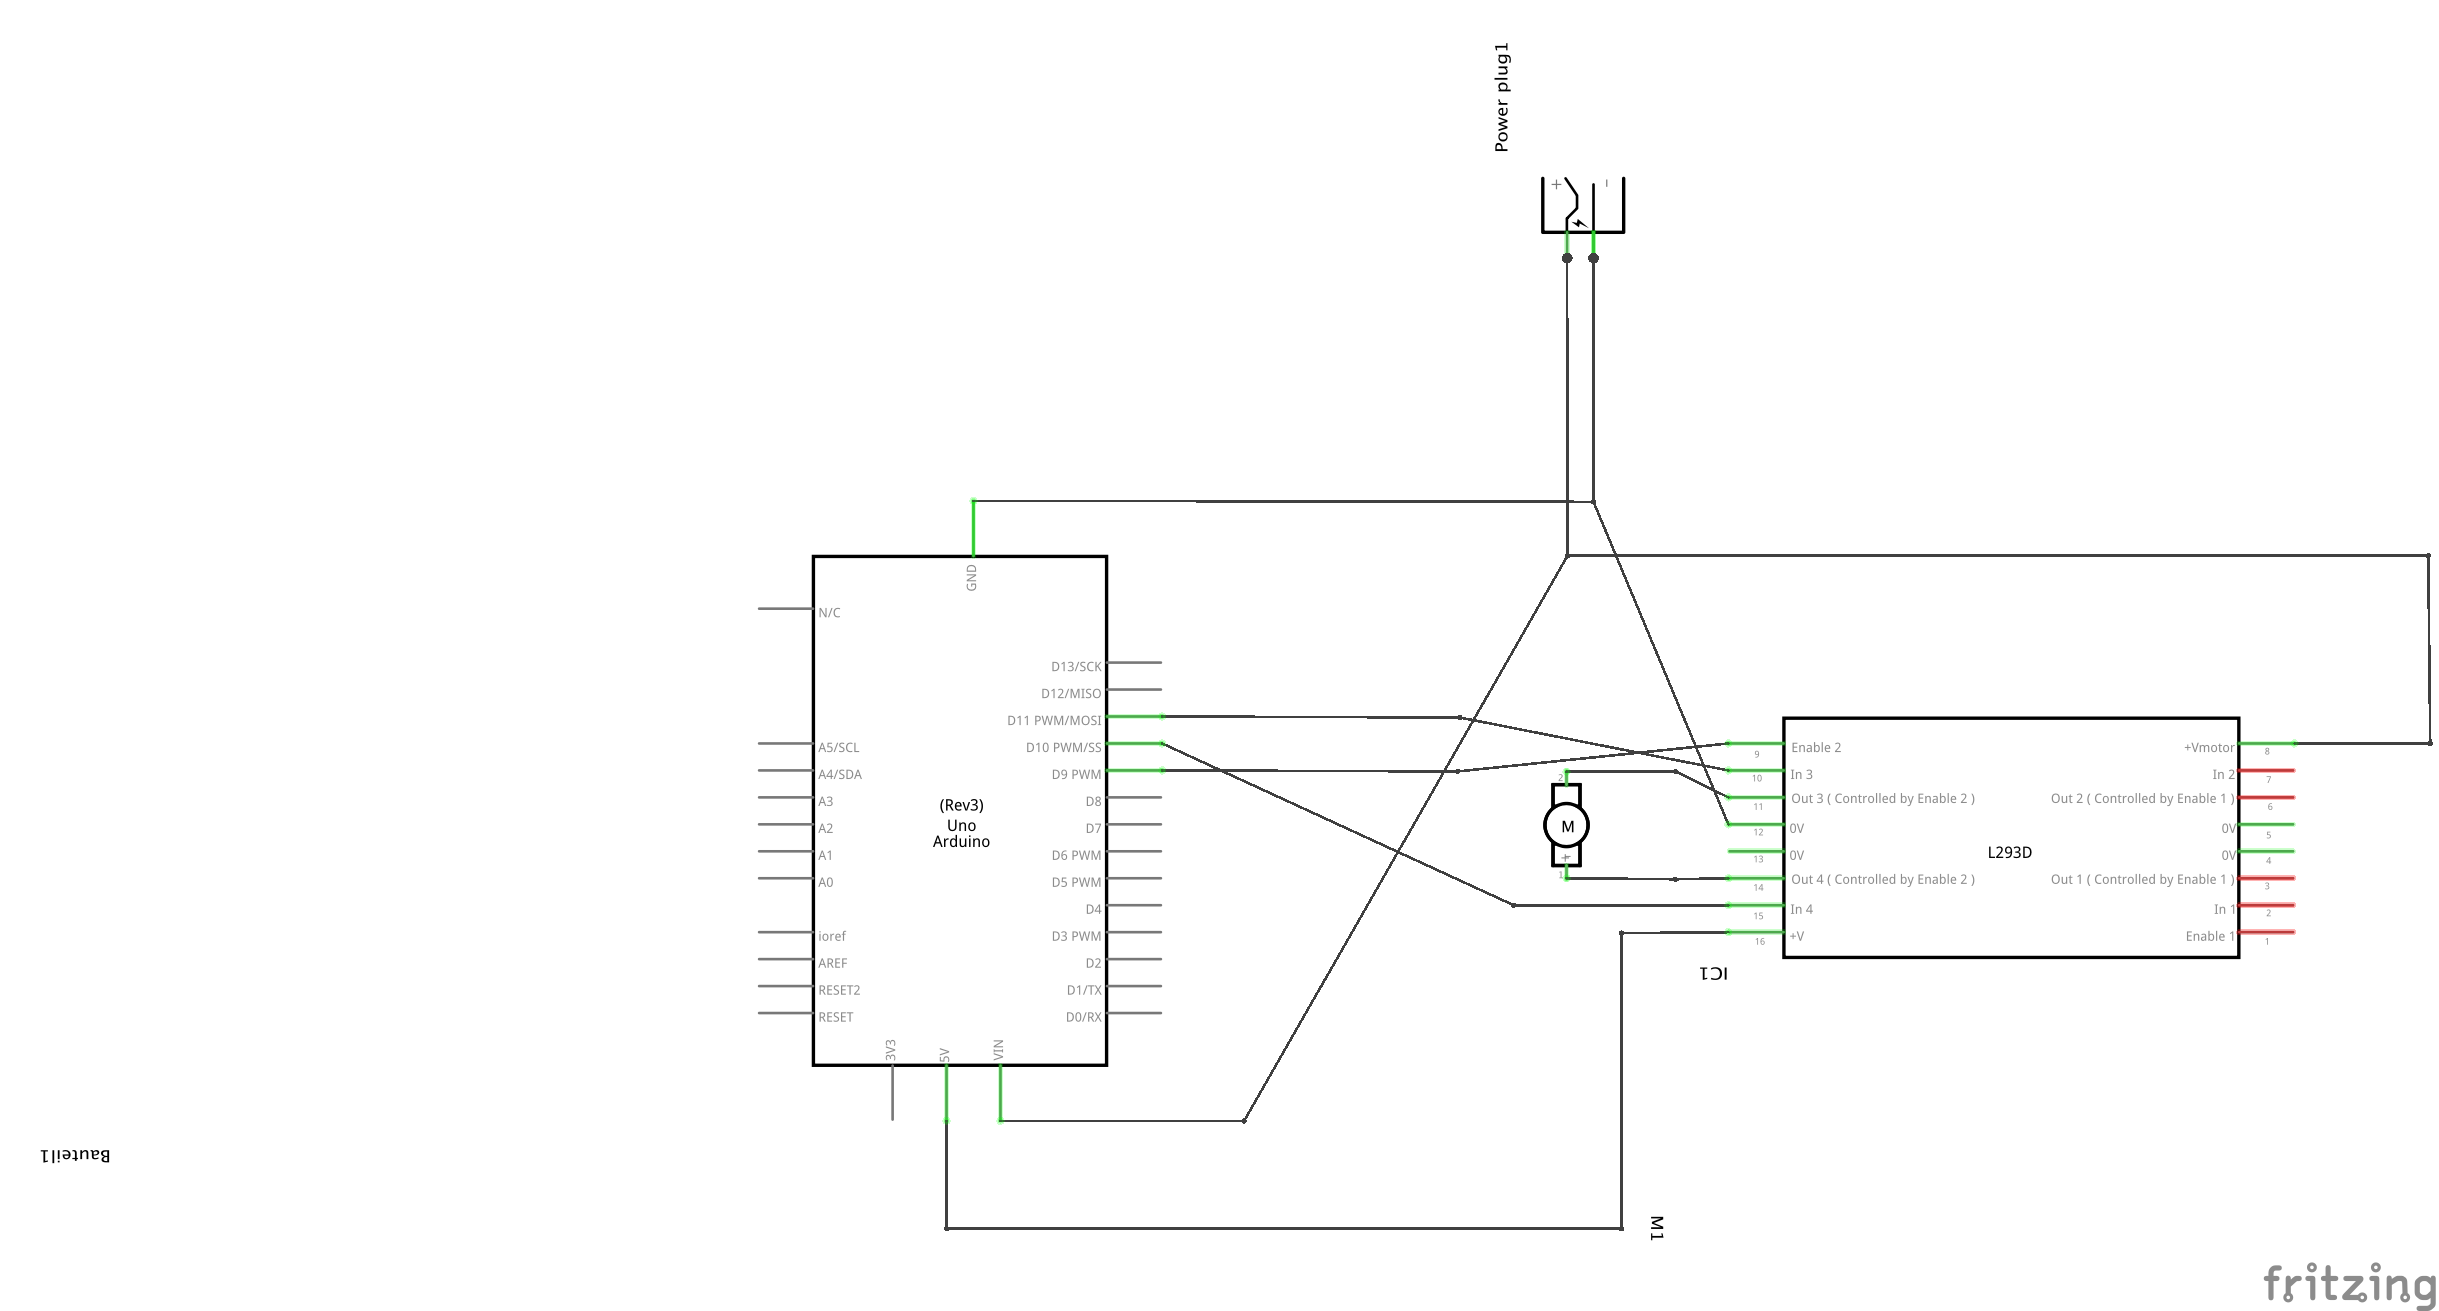 Power plug1
+
-
GND
N/C
D13/SCK
D12/MISO
D11 PWM/MOSI
D10 PWM/SS
D9 PWM
D8
D7
D6 PWM
D5 PWM
D4
D3 PWM
D2
D1/TX
D0/RX
A5/SCL
A4/SDA
A3
A2
A1
A0
ioref
AREF
RESET2
RESET
(Rev3)
Uno
Arduino
3V3
5V
VIN
2
M
+
1
9 Enable 2
10 In 3
11 Out 3 ( Controlled by Enable 2 )
12 0V
13 0V
14 Out 4 ( Controlled by Enable 2 )
15 In 4
16 +V
L293D
+Vmotor 8
In 2 7
Out 2 ( Controlled by Enable 1 ) 6
0V 5
0V 4
Out 1 ( Controlled by Enable 1 ) 3
In 1 2
Enable 1 1
IC1
Bauteil1
M1
fritzing